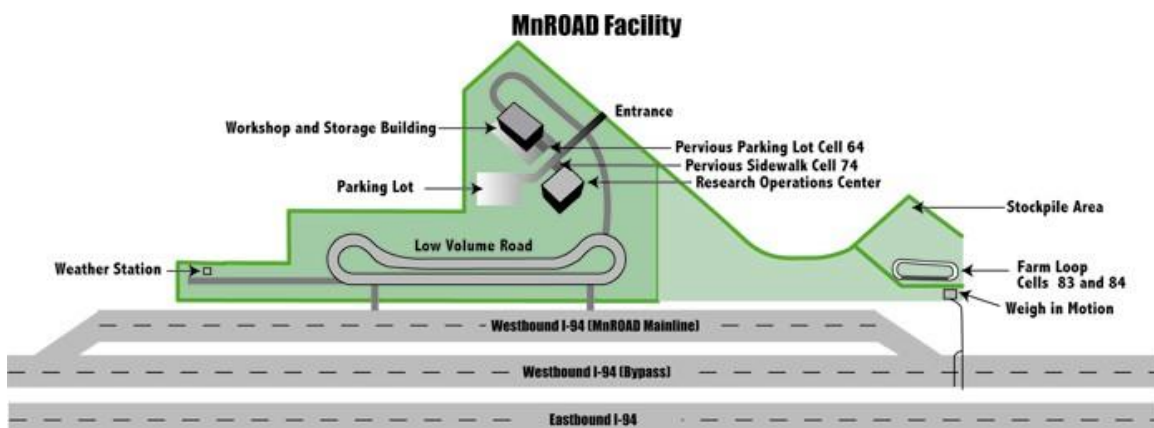 MnROAD Facility
Entrance
Workshop and Storage Building
Pervious Parking Lot Cell 64
Pervious Sidewalk Cell 74
Research Operations Center
Parking Lot
Stockpile Area
Low Volume Road
Weather Station
Farm Loop
Cells 83 and 84
Weigh in Motion
Westbound I-94 (MnROAD Mainline)
Westbound I-94 (Bypass)
Eastbound I-94